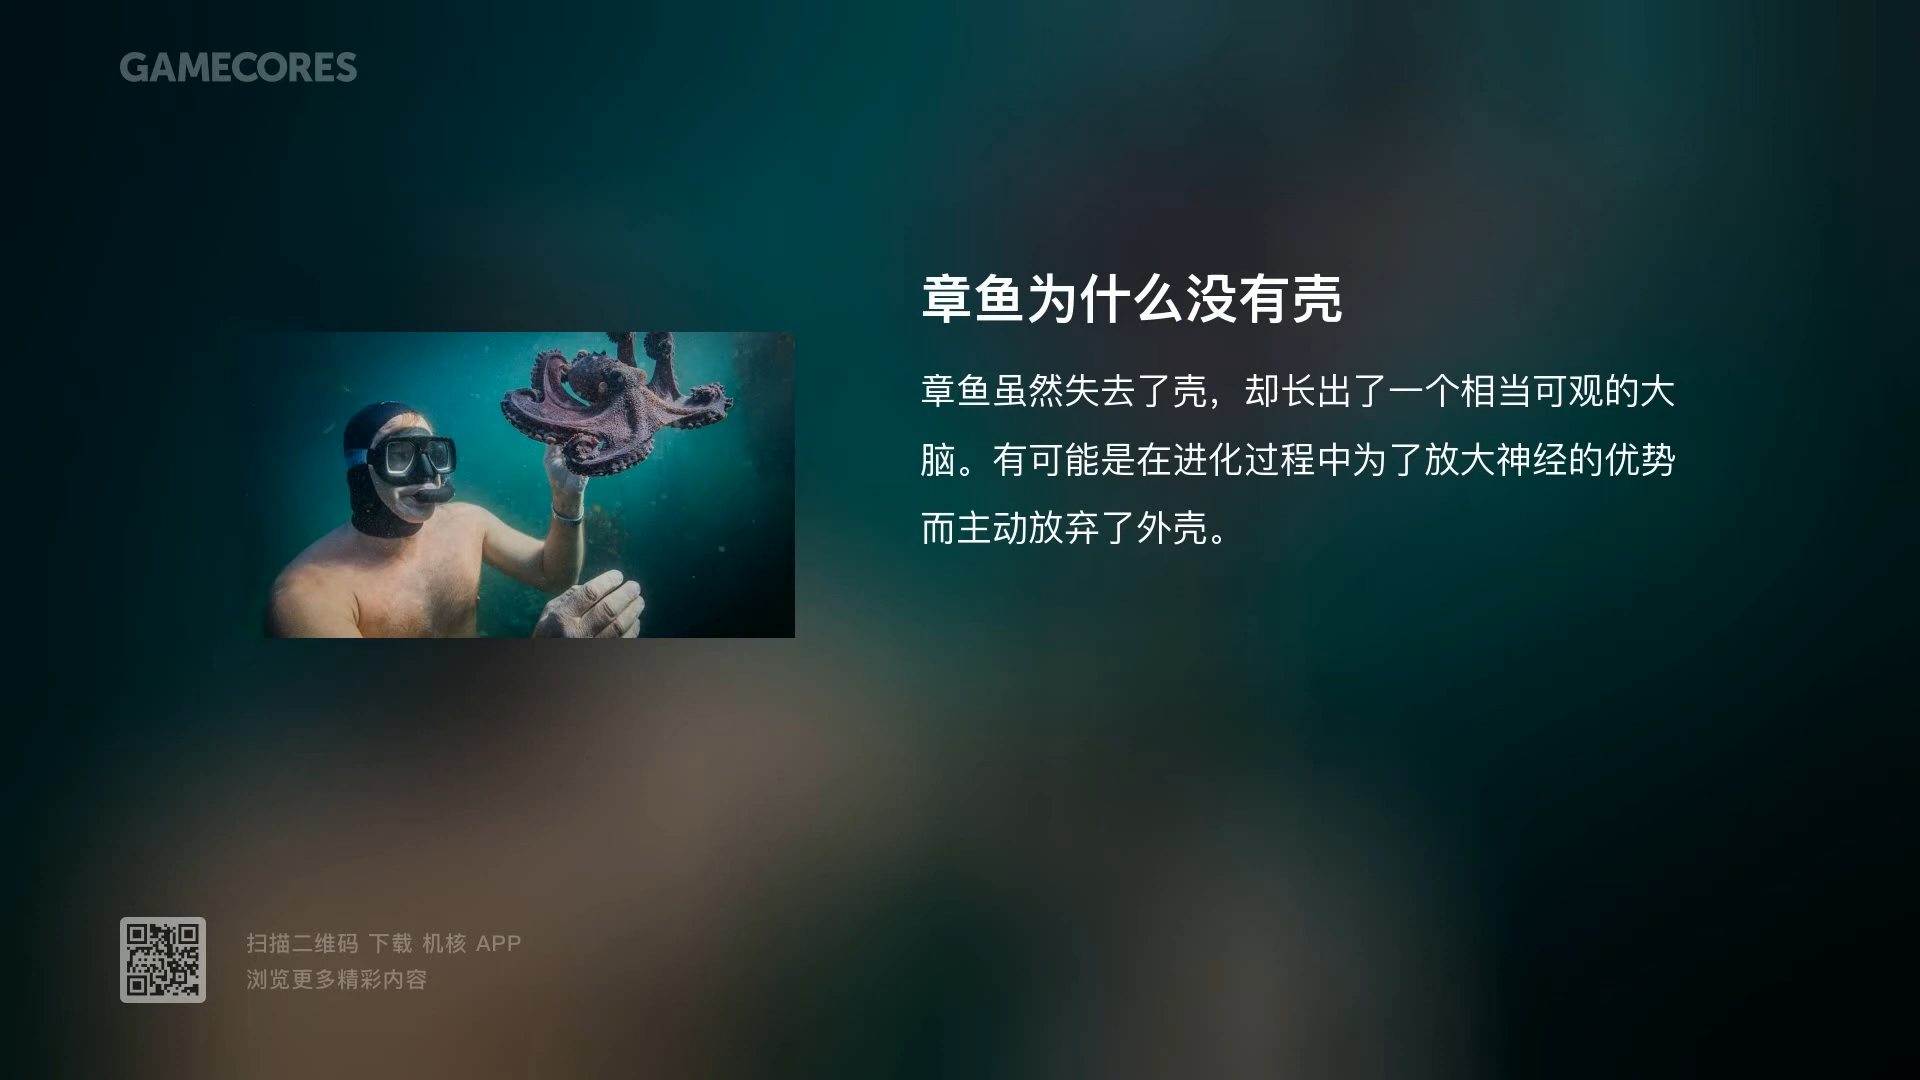 GAMECORES
章鱼为什么没有壳
章鱼虽然失去了壳，却长出了一个相当可观的大
脑。有可能是在进化过程中为了放大神经的优势
而主动放弃了外壳。
扫描二维码 下载 机核 APP
浏览更多精彩内容